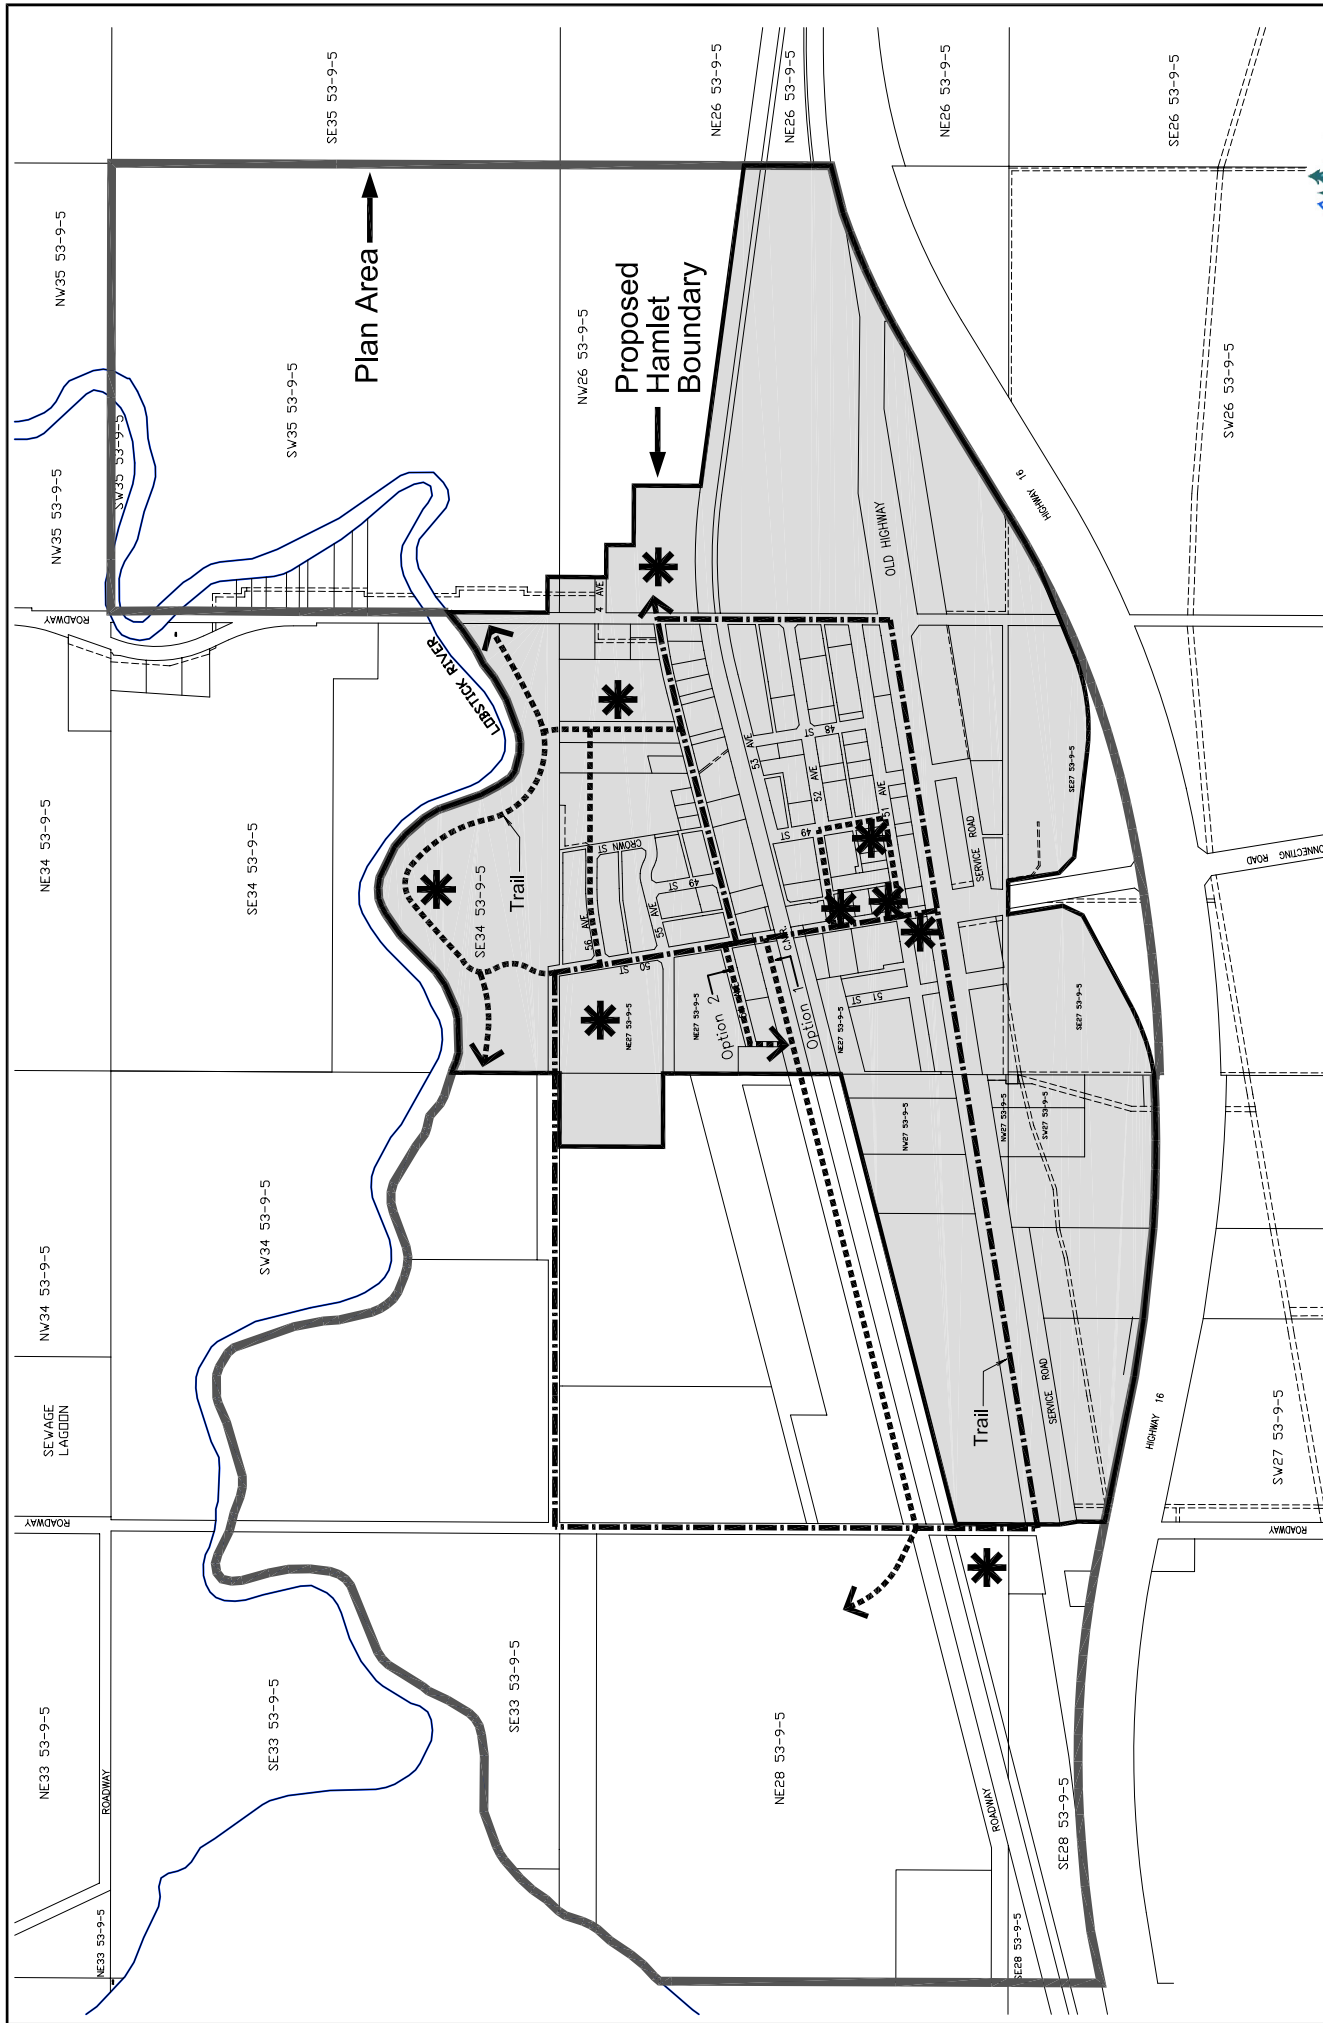 SE35 53-9-5
NE26 53-9-5
NE26 53-9-5
NE26 53-9-5
SE26 53-9-5
NW35 53-9-5
SW35 53-9-5
Plan Area
NW26 53-9-5
Proposed
Hamlet
Boundary
SW26 53-9-5
NW35 53-9-5
SW35 53-9-5
HIGHWAY 16
OLD HIGHWAY
4 AVE
ROADWAY
LOBSTICK RIVER
NE34 53-9-5
SE34 53-9-5
SE34 53-9-5
Trail
CROWN ST
49 ST
56 AVE
55 AVE
50 ST
53 AVE
52 AVE
51 AVE
48 ST
49 ST
51 ST
C.N.R.
SERVICE ROAD
SE27 53-9-5
SE27 53-9-5
CONNECTING ROAD
NE27 53-9-5
NE27 53-9-5
NE27 53-9-5
Option 2
Option 1
NW27 53-9-5
NW27 53-9-5
SW27 53-9-5
NW34 53-9-5
SW34 53-9-5
SEWAGE
LAGOON
Trail
SERVICE ROAD
HIGHWAY 16
SW27 53-9-5
ROADWAY
ROADWAY
NE33 53-9-5
ROADWAY
SE33 53-9-5
SE33 53-9-5
NE28 53-9-5
ROADWAY
SE28 53-9-5
NE33 53-9-5
SE28 53-9-5